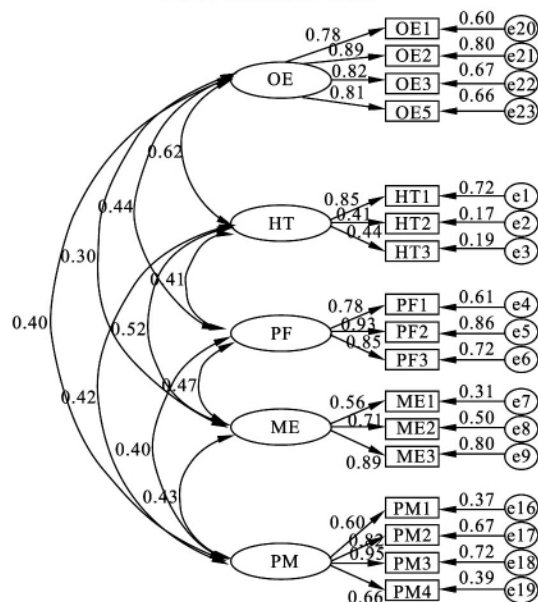 0.78 OE1 0.60 e20
0.89 OE2 0.80 e21
OE 0.82 OE3 0.67 e22
0.81 OE5 0.66 e23
0.62
0.85 HT1 0.72 e1
0.44 HT 0.41 HT2 0.17 e2
0.44 HT3 0.19 e3
0.30 0.41
0.78 PF1 0.61 e4
0.40 0.52 PF 0.93 PF2 0.86 e5
0.85 PF3 0.72 e6
0.47
0.42 0.56 ME1 0.31 e7
ME 0.71 ME2 0.50 e8
0.40 0.89 ME3 0.80 e9
0.43
0.60 PM1 0.37 e16
0.82 PM2 0.67 e17
PM 0.95 PM3 0.72 e18
0.66 PM4 0.39 e19